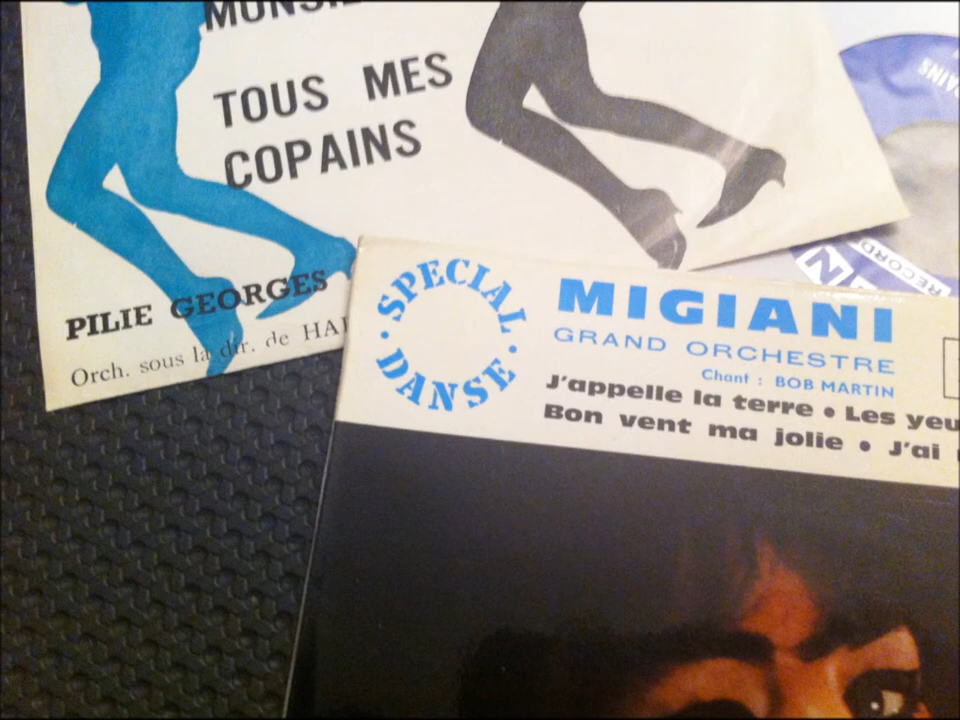 TOUS MES
COPAINS
PILIE GEORGES
Orch. sous la dir. de
RECORD
SPECIAL
DANSE
MIGIANI
GRAND ORCHESTRE
Chant : BOB MARTIN
J'appelle la terre • Les
Bon vent ma jolie • J'ai